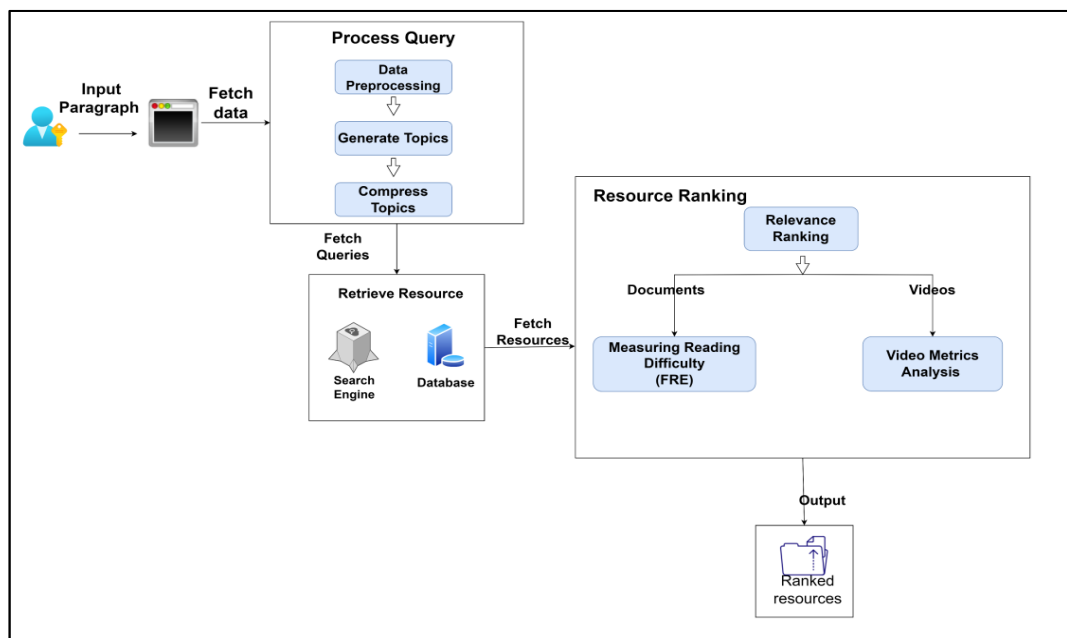 Process Query
Data
Preprocessing
Input
Paragraph
Fetch
data
Generate Topics
Compress
Topics
Fetch
Queries
Resource Ranking
Relevance
Ranking
Retrieve Resource
Documents
Videos
Fetch
Resources
Measuring Reading
Difficulty
(FRE)
Video Metrics
Analysis
Search
Engine
Database
Output
Ranked
resources